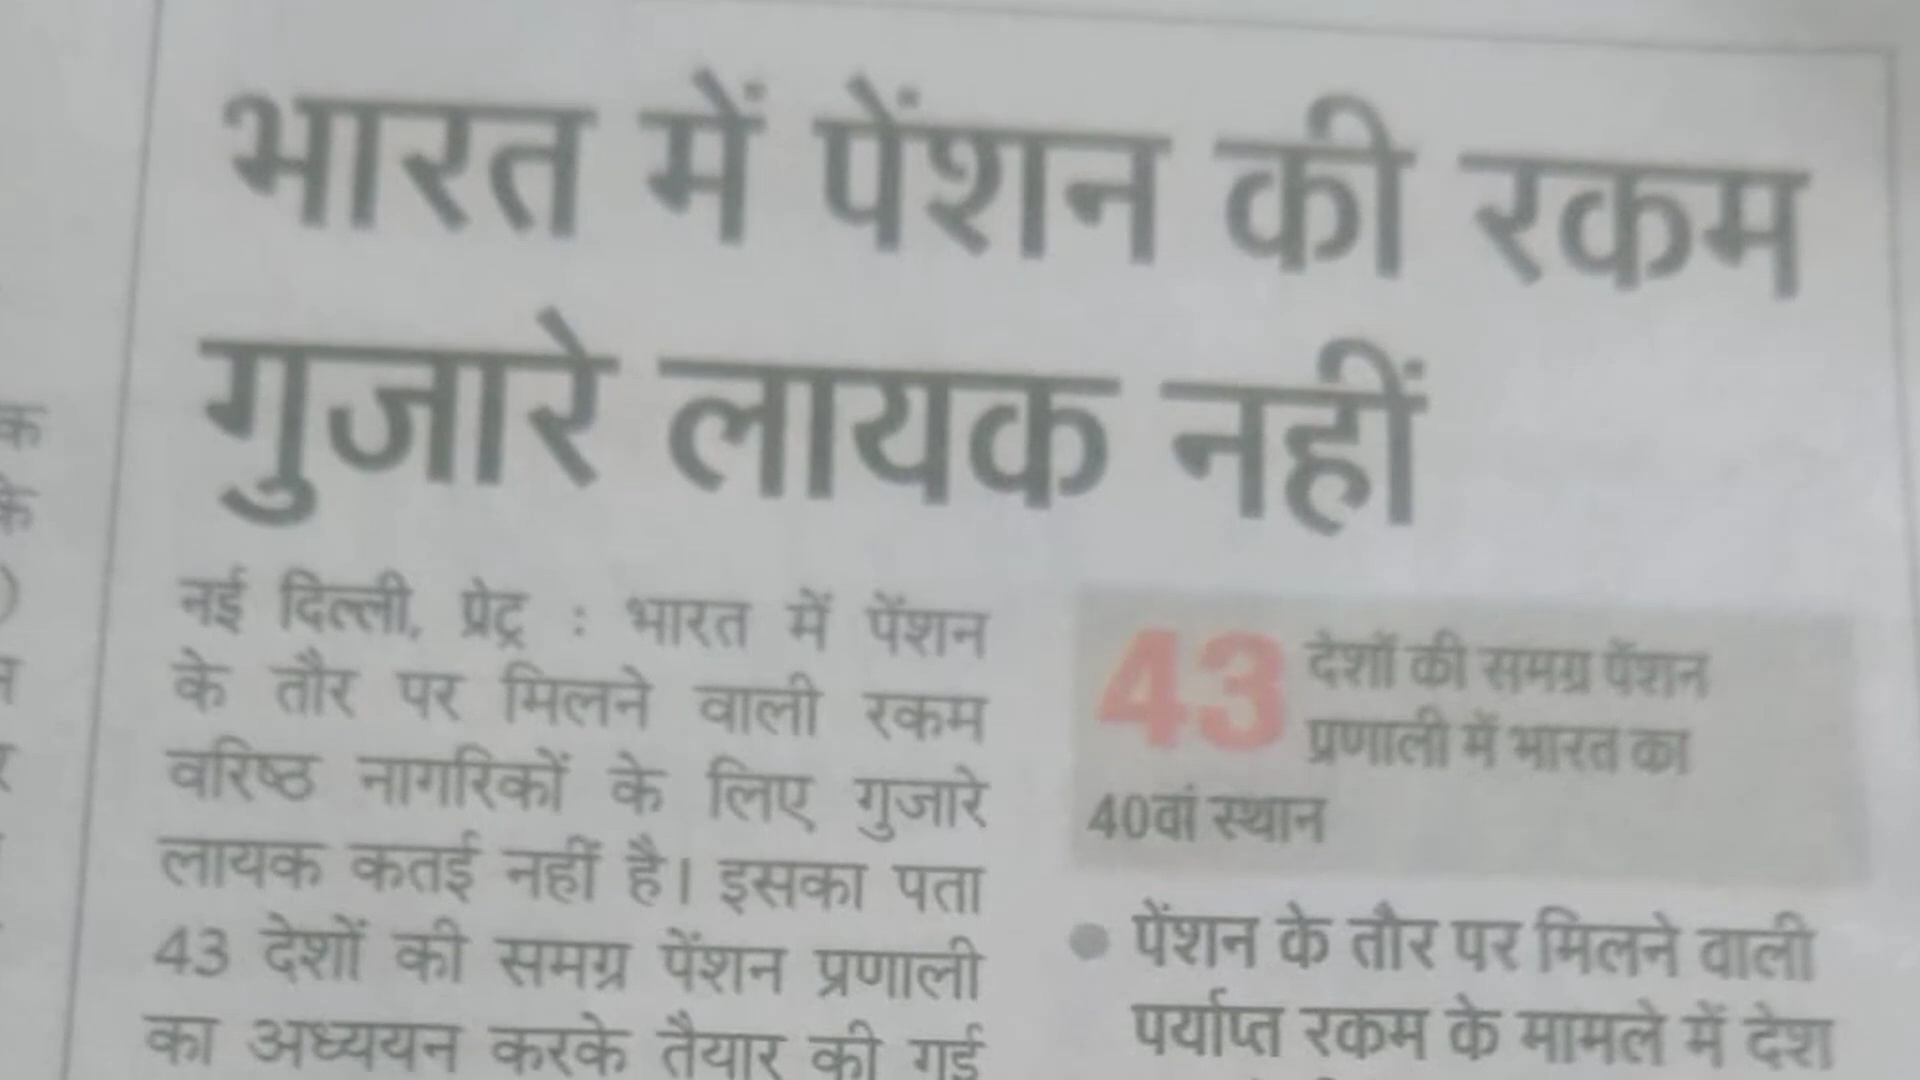 भारत में पेंशन की रकम
गुजारे लायक नहीं
नई दिल्ली, प्रेट्र : भारत में पेंशन
के तौर पर मिलने वाली रकम
वरिष्ठ नागरिकों के लिए गुजारे
लायक कतई नहीं है। इसका पता
43 देशों की समग्र पेंशन प्रणाली
का अध्ययन करके तैयार की गई
43 देशों की समग्र पेंशन
प्रणाली में भारत का
40वां स्थान
● पेंशन के तौर पर मिलने वाली
पर्याप्त रकम के मामले में देश